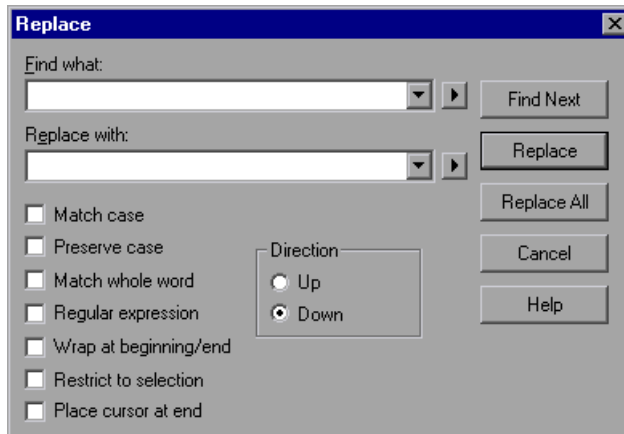 Replace
Find what:
Find Next
Replace with:
Replace
Replace All
Match case
Preserve case
Direction
Cancel
Match whole word
Up
Regular expression
Down
Help
Wrap at beginning/end
Restrict to selection
Place cursor at end